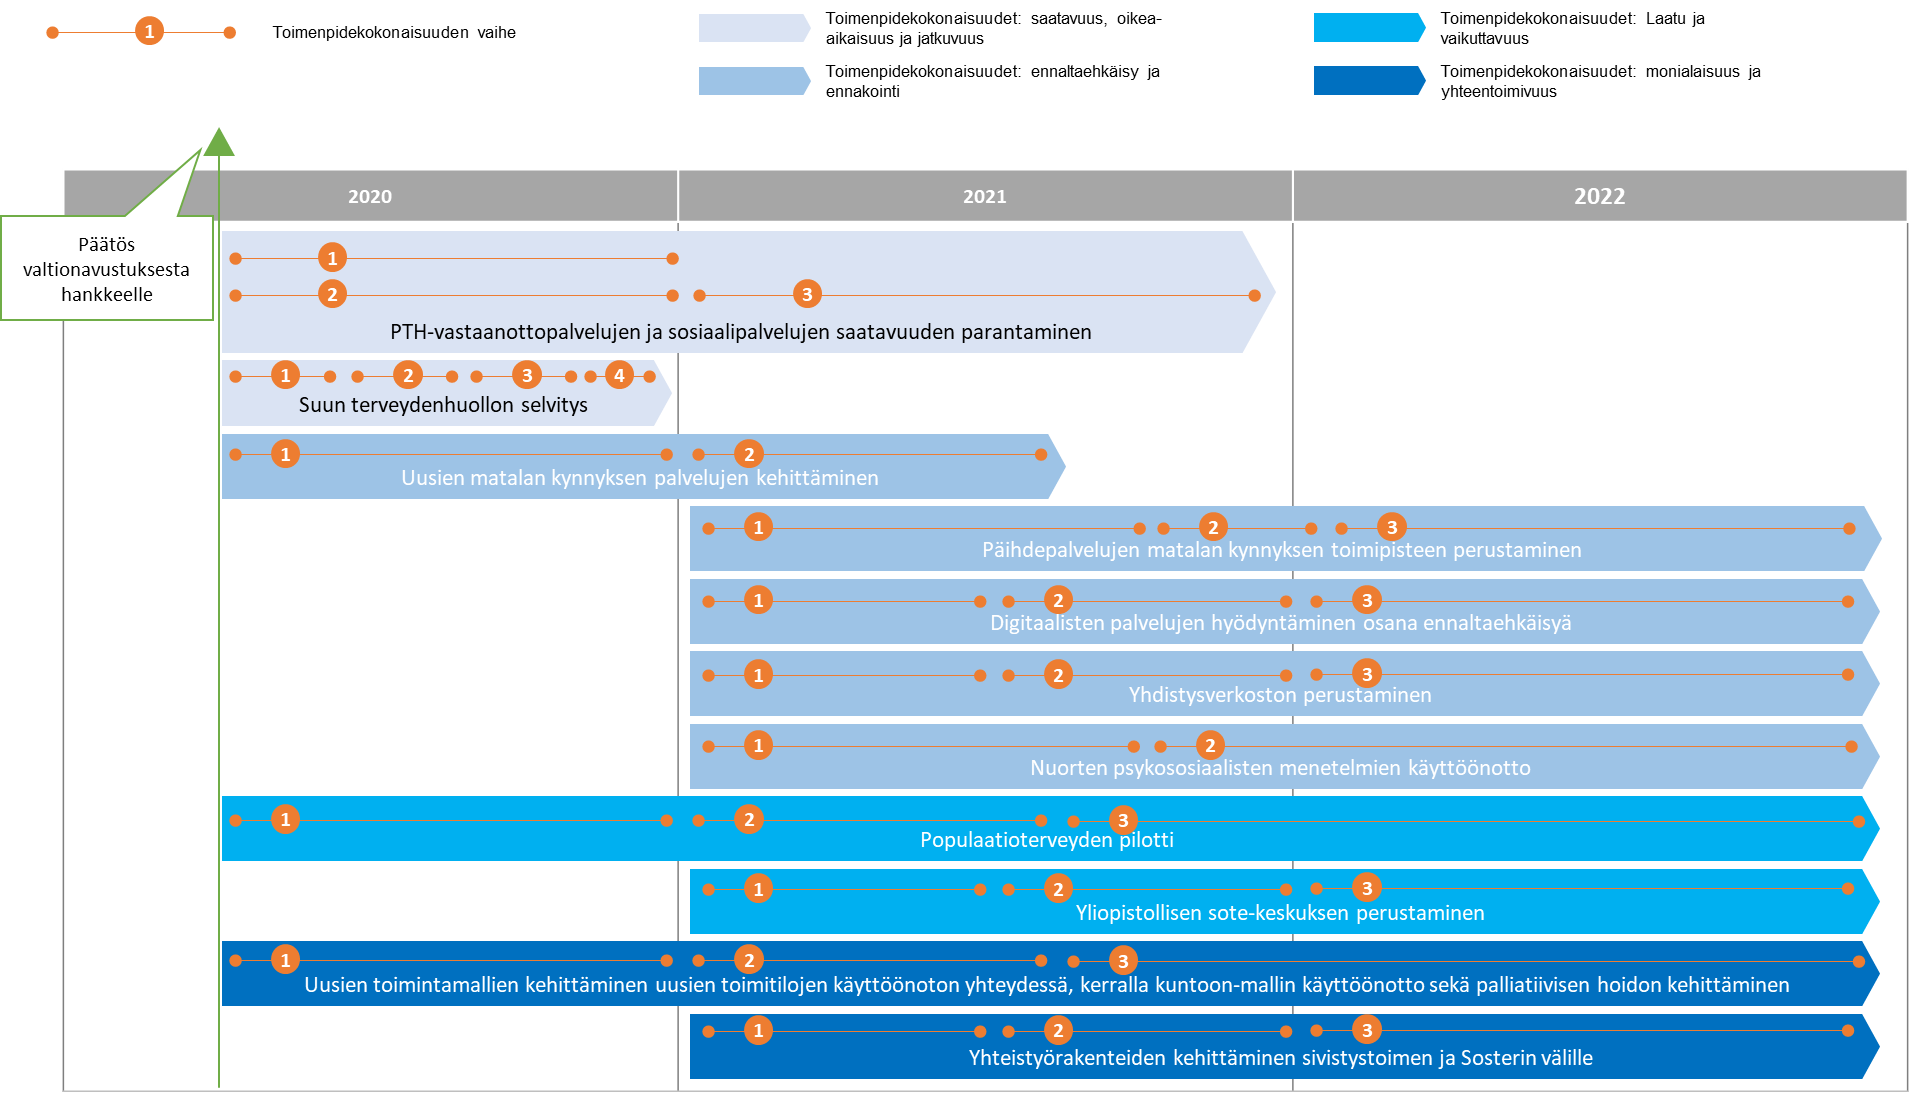 1
Toimenpidekokonaisuuden vaihe
Toimenpidekokonaisuudet: saatavuus, oikea-
aikaisuus ja jatkuvuus
Toimenpidekokonaisuudet: ennaltaehkäisy ja
ennakointi
Toimenpidekokonaisuudet: Laatu ja
vaikuttavuus
Toimenpidekokonaisuudet: monialaisuus ja
yhteentoimivuus
2020
2021
2022
Päätös
valtionavustuksesta
hankkeelle
1
2 3
PTH-vastaanottopalvelujen ja sosiaalipalvelujen saatavuuden parantaminen
1 2 3 4
Suun terveydenhuollon selvitys
1 2
Uusien matalan kynnyksen palvelujen kehittäminen
1 2 3
Päihdepalvelujen matalan kynnyksen toimipisteen perustaminen
1 2 3
Digitaalisten palvelujen hyödyntäminen osana ennaltaehkäisyä
1 2 3
Yhdistysverkoston perustaminen
1 2
Nuorten psykososiaalisten menetelmien käyttöönotto
1 2 3
Populaatioterveyden pilotti
1 2 3
Yliopistollisen sote-keskuksen perustaminen
1 2 3
Uusien toimintamallien kehittäminen uusien toimitilojen käyttöönoton yhteydessä, kerralla kuntoon-mallin käyttöönotto sekä palliatiivisen hoidon kehittäminen
1 2 3
Yhteistyörakenteiden kehittäminen sivistystoimen ja Sosterin välille